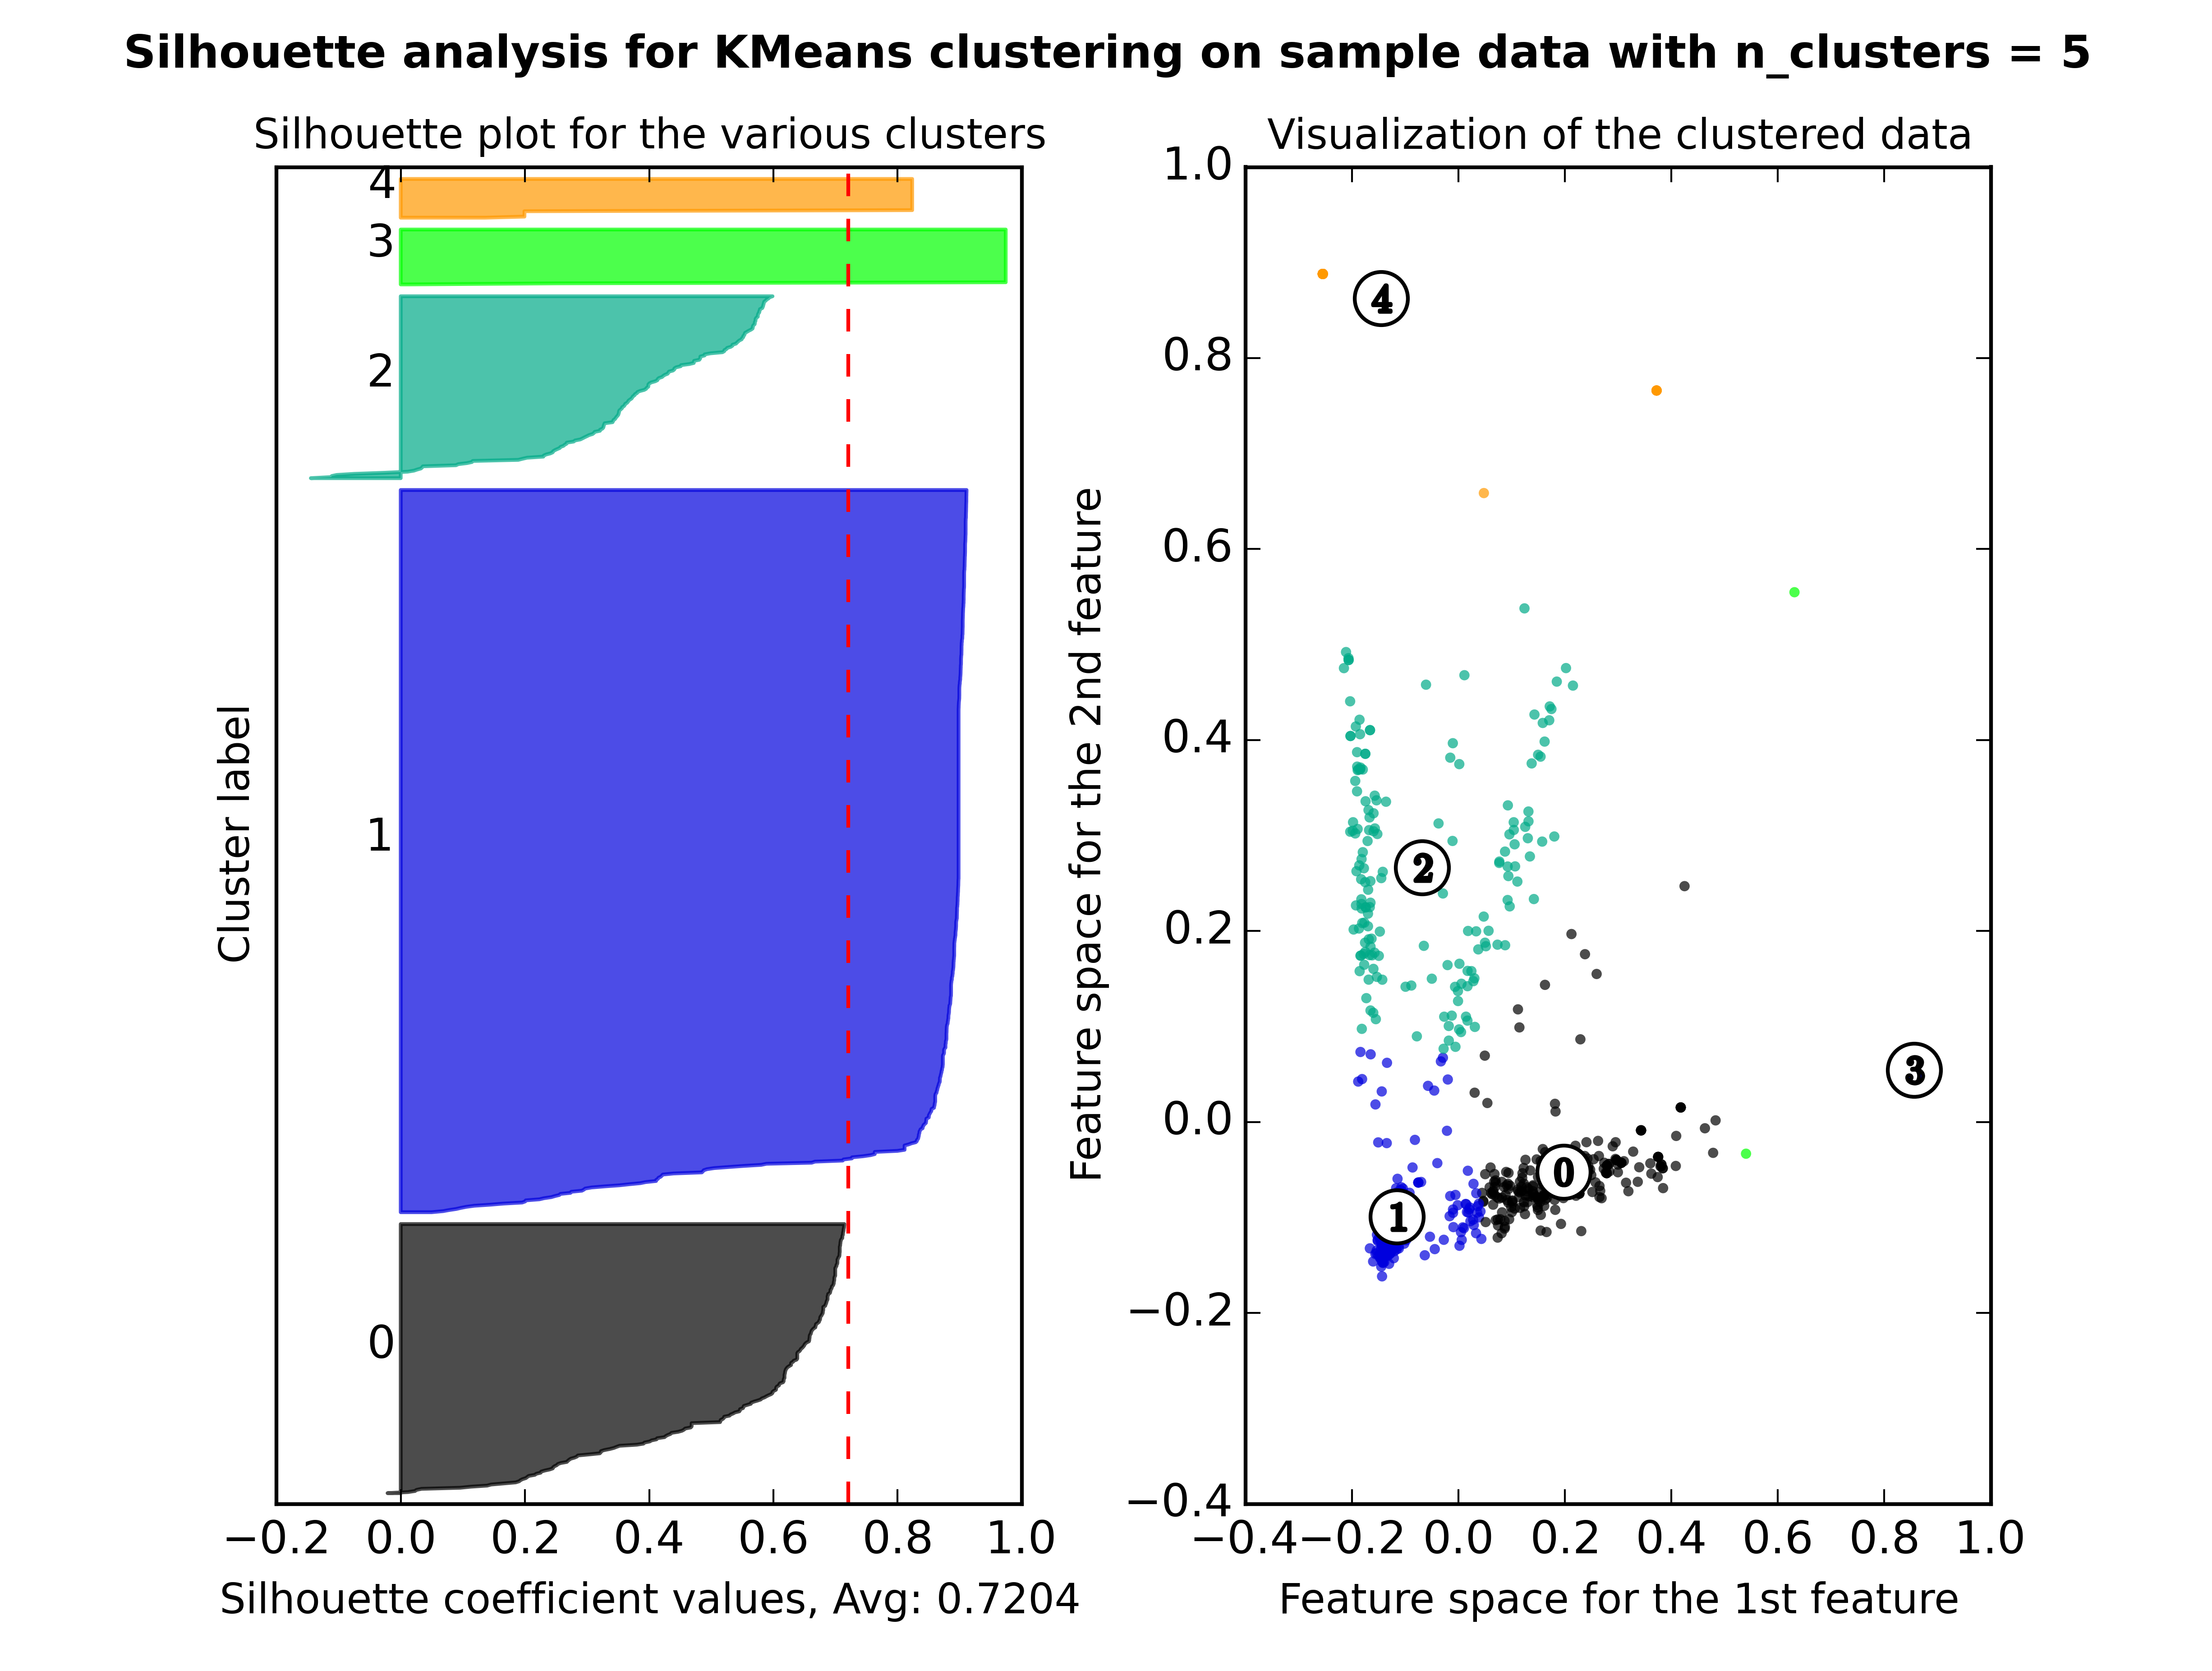 Silhouette analysis for KMeans clustering on sample data with n_clusters = 5
Silhouette plot for the various clusters
4
3
2
1
0
Cluster label
−0.2 0.0 0.2 0.4 0.6 0.8 1.0
Silhouette coefficient values, Avg: 0.7204
Visualization of the clustered data
1.0
0.8
0.6
0.4
0.2
0.0
−0.2
−0.4
Feature space for the 2nd feature
4
2
3
0
1
−0.4 −0.2 0.0 0.2 0.4 0.6 0.8 1.0
Feature space for the 1st feature